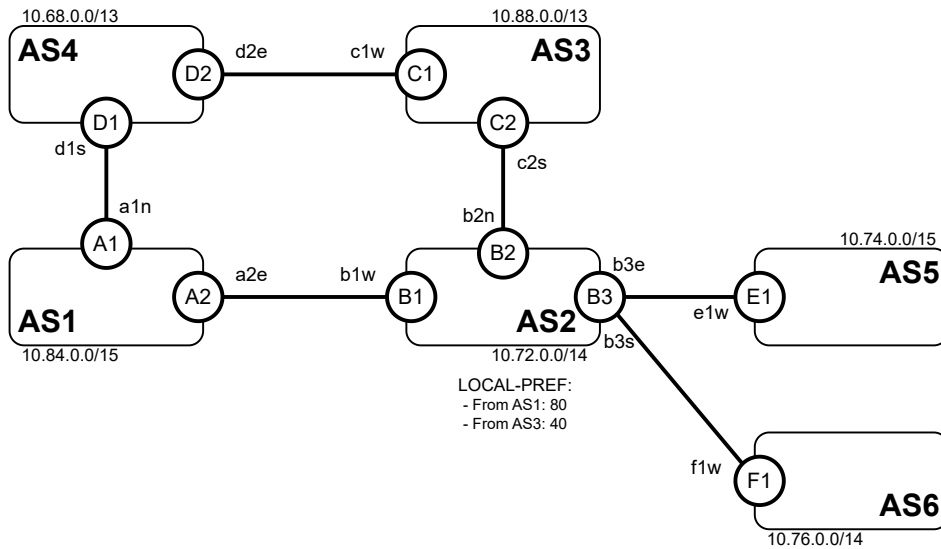 10.68.0.0/13
10.88.0.0/13
AS4
d2e
c1w
AS3
D2
C1
D1
C2
d1s
c2s
a1n
b2n
A1
B2
10.74.0.0/15
a2e
b1w
b3e
AS5
A2
B1
B3
E1
AS1
AS2
e1w
b3s
10.84.0.0/15
10.72.0.0/14
LOCAL-PREF:
- From AS1: 80
- From AS3: 40
f1w
F1
AS6
10.76.0.0/14